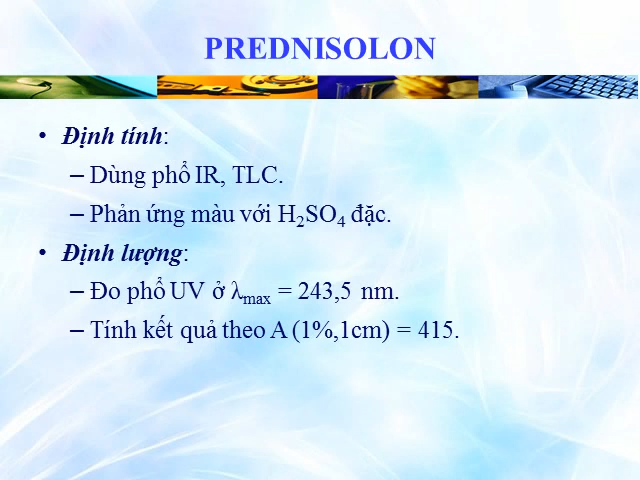 PREDNISOLON
• Định tính:
– Dùng phổ IR, TLC.
– Phản ứng màu với H₂SO₄ đặc.
• Định lượng:
– Đo phổ UV ở λmax = 243,5 nm.
– Tính kết quả theo A (1%,1cm) = 415.